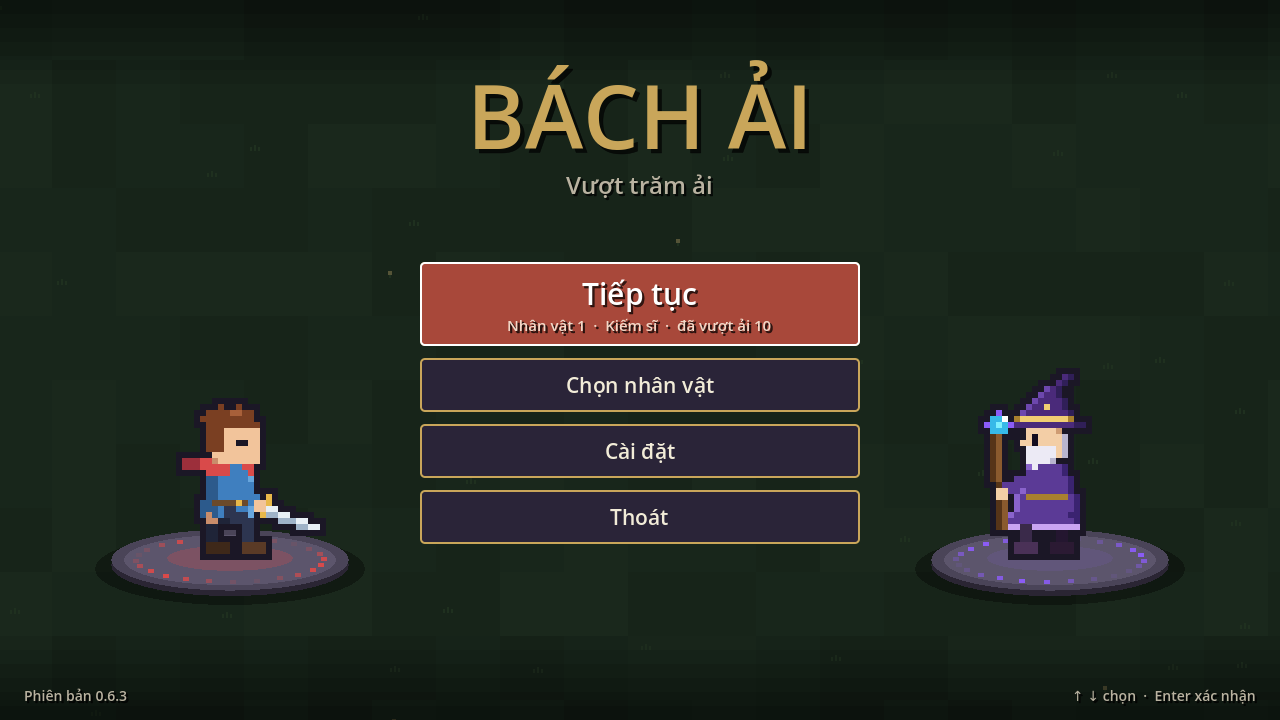 BÁCH ẢI
Vượt trăm ải
Tiếp tục
Nhân vật 1 · Kiếm sĩ · đã vượt ải 10
Chọn nhân vật
Cài đặt
Thoát
Phiên bản 0.6.3
↑ ↓ chọn · Enter xác nhận